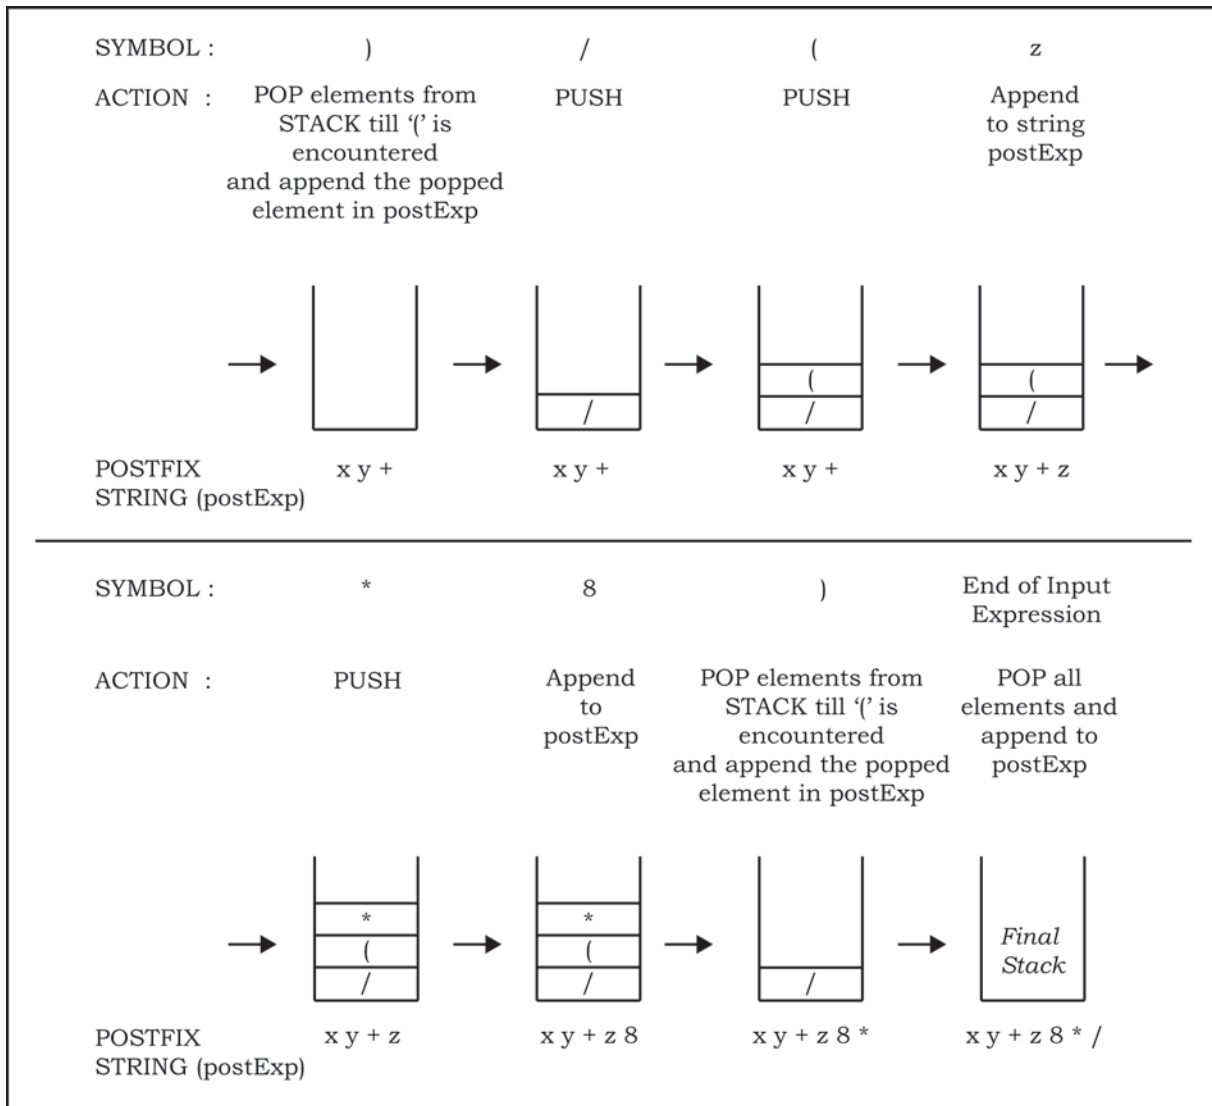 SYMBOL : ) / ( z
ACTION : POP elements from PUSH PUSH Append
STACK till ‘(’ is to string
encountered postExp
and append the popped
element in postExp
( (
/ / /
POSTFIX x y + x y + x y + x y + z
STRING (postExp)
SYMBOL : * 8 ) End of Input
Expression
ACTION : PUSH Append POP elements from POP all
to STACK till ‘(’ is elements and
postExp encountered append to
and append the popped postExp
element in postExp
* *
( ( Final
/ / / Stack
POSTFIX x y + z x y + z 8 x y + z 8 * x y + z 8 * /
STRING (postExp)